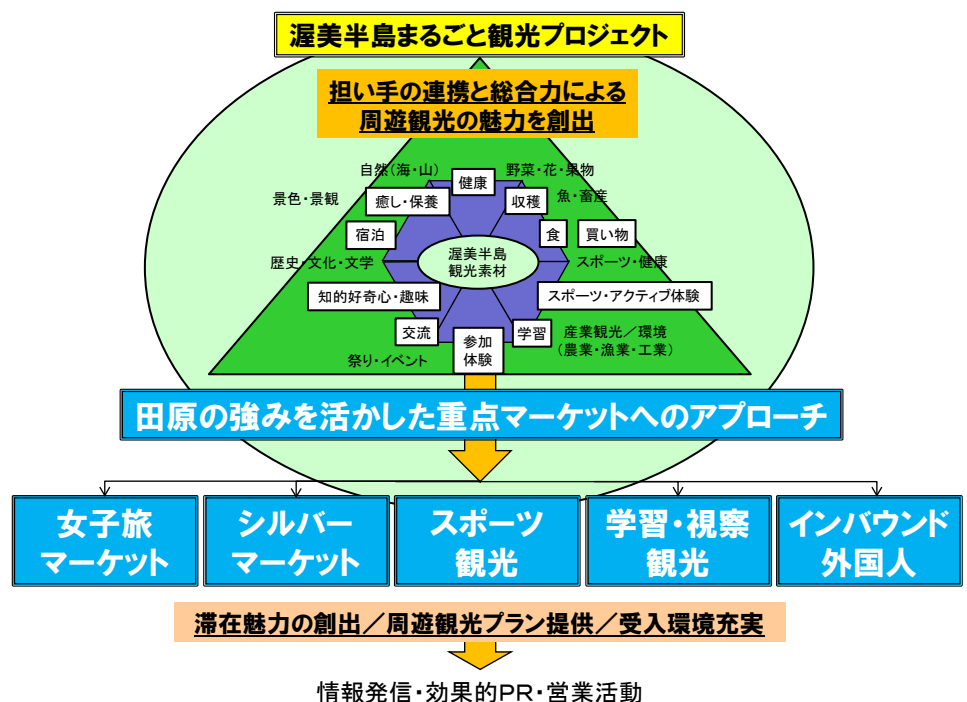 渥美半島まるごと観光プロジェクト
担い手の連携と総合力による
周遊観光の魅力を創出
自然(海・山)
野菜・花・果物
健康
景色・景観
癒し・保養
収穫
魚・畜産
宿泊
食
買い物
渥美半島
観光素材
歴史・文化・文学
スポーツ・健康
知的好奇心・趣味
スポーツ・アクティブ体験
交流
参加
体験
学習
産業観光/環境
(農業・漁業・工業)
祭り・イベント
田原の強みを活かした重点マーケットへのアプローチ
女子旅
マーケット
シルバー
マーケット
スポーツ
観光
学習・視察
観光
インバウンド
外国人
滞在魅力の創出/周遊観光プラン提供/受入環境充実
情報発信・効果的PR・営業活動